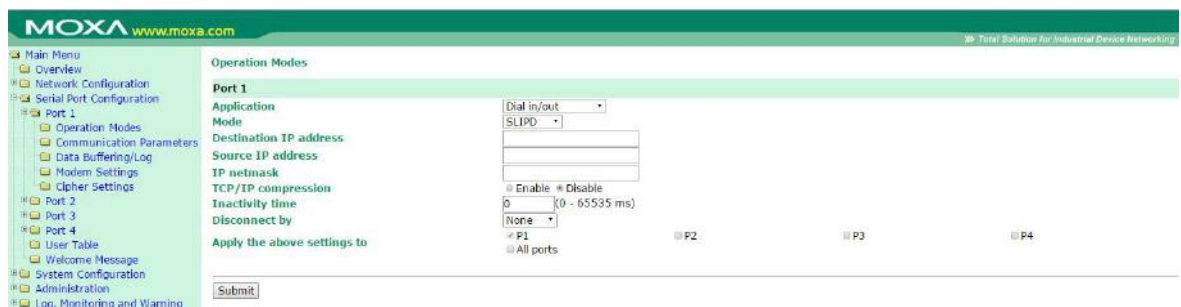 MOXA www.moxa.com
Total Solution for Industrial Device Networking
Main Menu
Overview
Network Configuration
Serial Port Configuration
Port 1
Operation Modes
Communication Parameters
Data Buffering/Log
Modem Settings
Cipher Settings
Port 2
Port 3
Port 4
User Table
Welcome Message
System Configuration
Administration
Log, Monitoring and Warning
Operation Modes
Port 1
Application Dial in/out
Mode SLIPD
Destination IP address
Source IP address
IP netmask
TCP/IP compression Enable Disable
Inactivity time 0 (0 - 65535 ms)
Disconnect by None
Apply the above settings to P1 P2 P3 P4
All ports
Submit